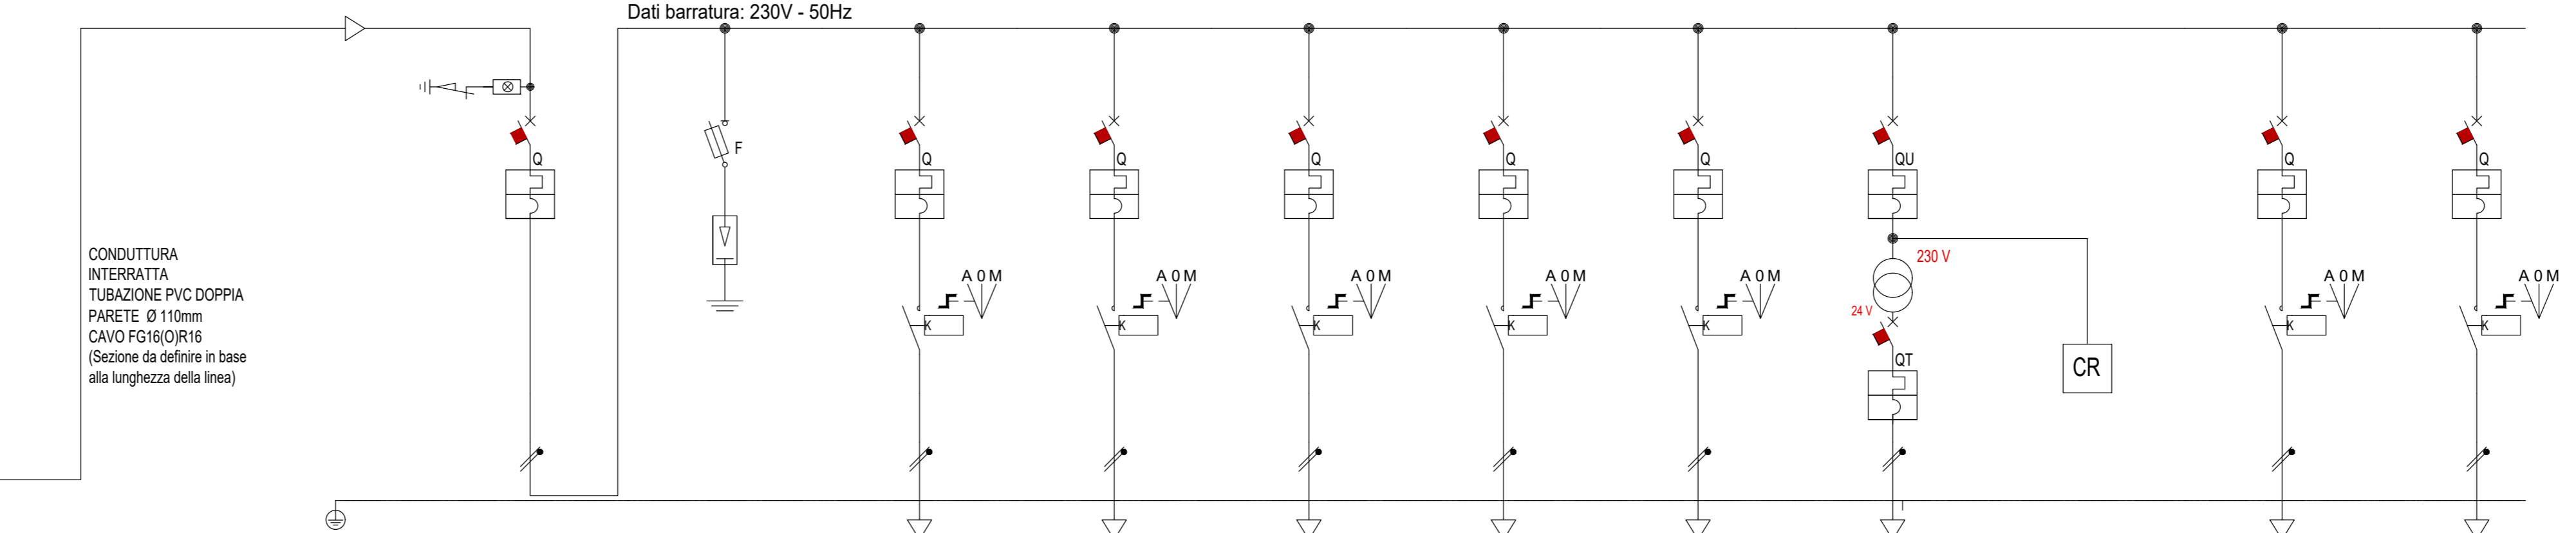 Dati barratura: 230V - 50Hz
Q
F
Q
Q
Q
Q
Q
QU
Q
Q
CONDUTTURA
INTERRATTA
TUBAZIONE PVC DOPPIA
PARETE Ø 110mm
CAVO FG16(O)R16
(Sezione da definire in base
alla lunghezza della linea)
230 V
A 0 M
A 0 M
A 0 M
A 0 M
A 0 M
A 0 M
A 0 M
24 V
K
K
K
K
K
K
K
QT
CR